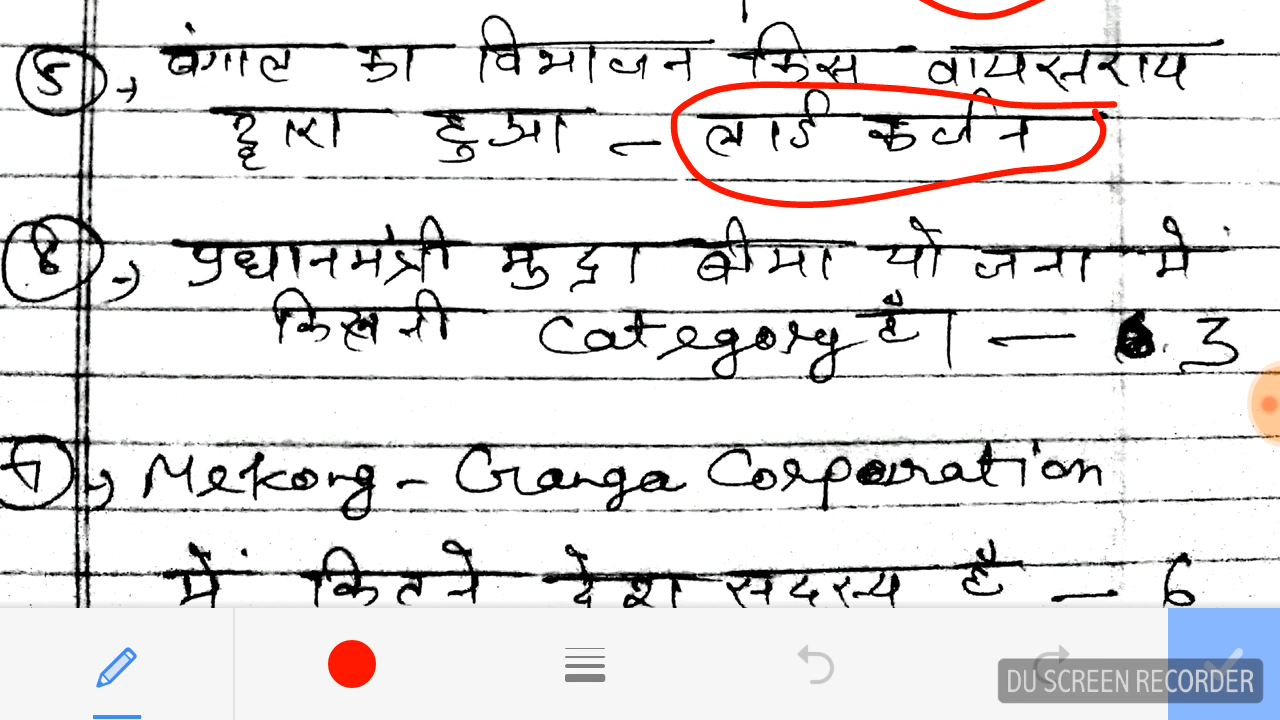 5, बंगाल का विभाजन किस वायसराय
द्वारा हुआ - लार्ड कर्जन
8, प्रधानमंत्री मुद्रा बीमा योजना में
कितनी Category है। - 3
7, Mekong - Ganga Corporation
में कितने देश सदस्य है - 6
DU SCREEN RECORDER